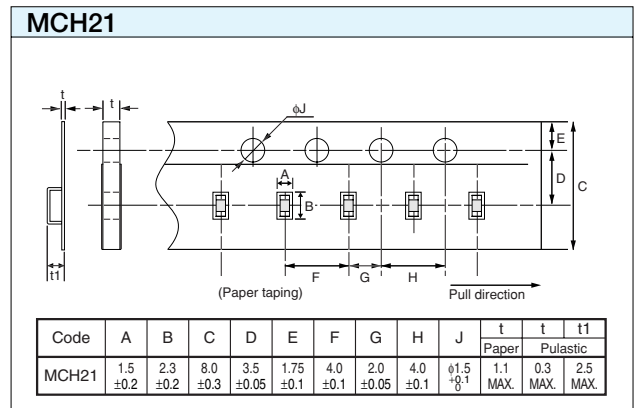 MCH21
t
t
φJ
E
A
D
C
B
t1
F
G
H
(Paper taping)
Pull direction
Code A B C D E F G H J t t t1
Paper Pulastic
MCH21 1.5 ±0.2 2.3 ±0.2 8.0 ±0.3 3.5 ±0.05 1.75 ±0.1 4.0 ±0.1 2.0 ±0.05 4.0 ±0.1 φ1.5 +0.1 0 1.1 MAX. 0.3 MAX. 2.5 MAX.